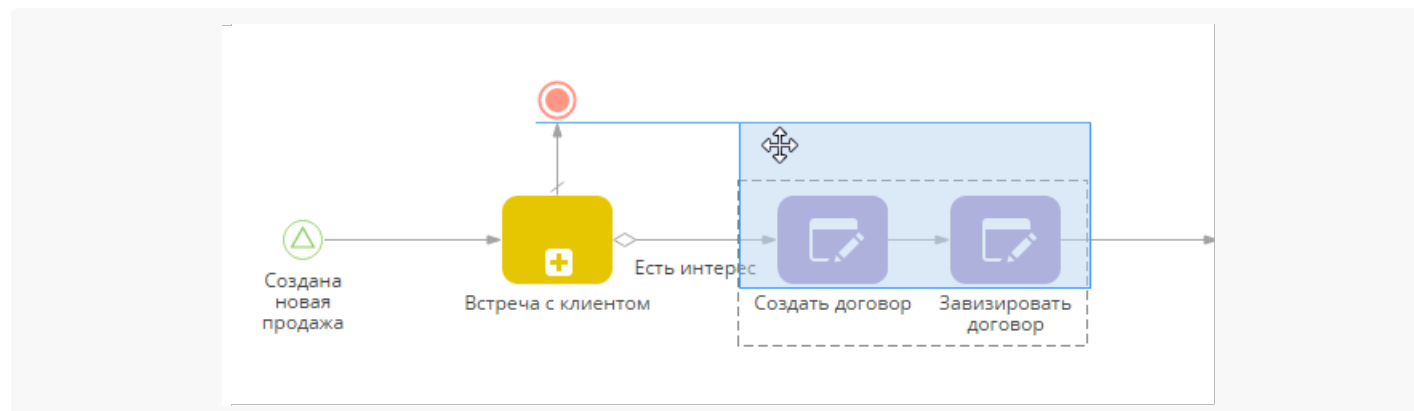 Есть интерес
Создана
новая
продажа
Встреча с клиентом
Создать договор
Завизировать
договор